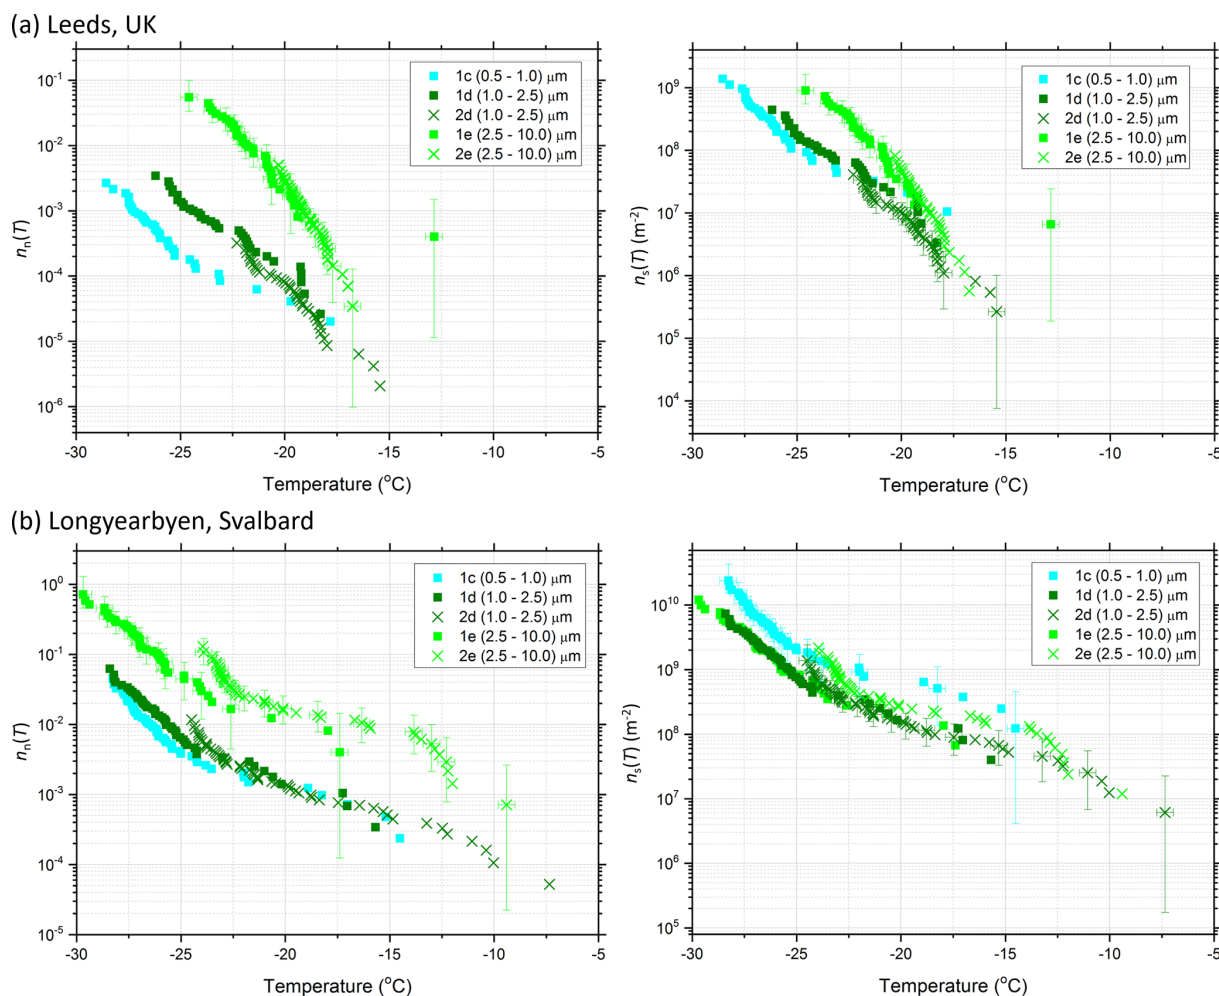 (a) Leeds, UK
10⁻¹
10⁻²
10⁻³
10⁻⁴
10⁻⁵
10⁻⁶
nₙ(T)
1c (0.5 - 1.0) μm
1d (1.0 - 2.5) μm
2d (1.0 - 2.5) μm
1e (2.5 - 10.0) μm
2e (2.5 - 10.0) μm
-30 -25 -20 -15 -10 -5
Temperature (°C)
10⁹
10⁸
10⁷
10⁶
10⁵
10⁴
nₛ(T) (m⁻²)
1c (0.5 - 1.0) μm
1d (1.0 - 2.5) μm
2d (1.0 - 2.5) μm
1e (2.5 - 10.0) μm
2e (2.5 - 10.0) μm
-30 -25 -20 -15 -10 -5
Temperature (°C)
(b) Longyearbyen, Svalbard
10⁰
10⁻¹
10⁻²
10⁻³
10⁻⁴
10⁻⁵
nₙ(T)
1c (0.5 - 1.0) μm
1d (1.0 - 2.5) μm
2d (1.0 - 2.5) μm
1e (2.5 - 10.0) μm
2e (2.5 - 10.0) μm
-30 -25 -20 -15 -10 -5
Temperature (°C)
10¹⁰
10⁹
10⁸
10⁷
10⁶
10⁵
nₛ(T) (m⁻²)
1c (0.5 - 1.0) μm
1d (1.0 - 2.5) μm
2d (1.0 - 2.5) μm
1e (2.5 - 10.0) μm
2e (2.5 - 10.0) μm
-30 -25 -20 -15 -10 -5
Temperature (°C)